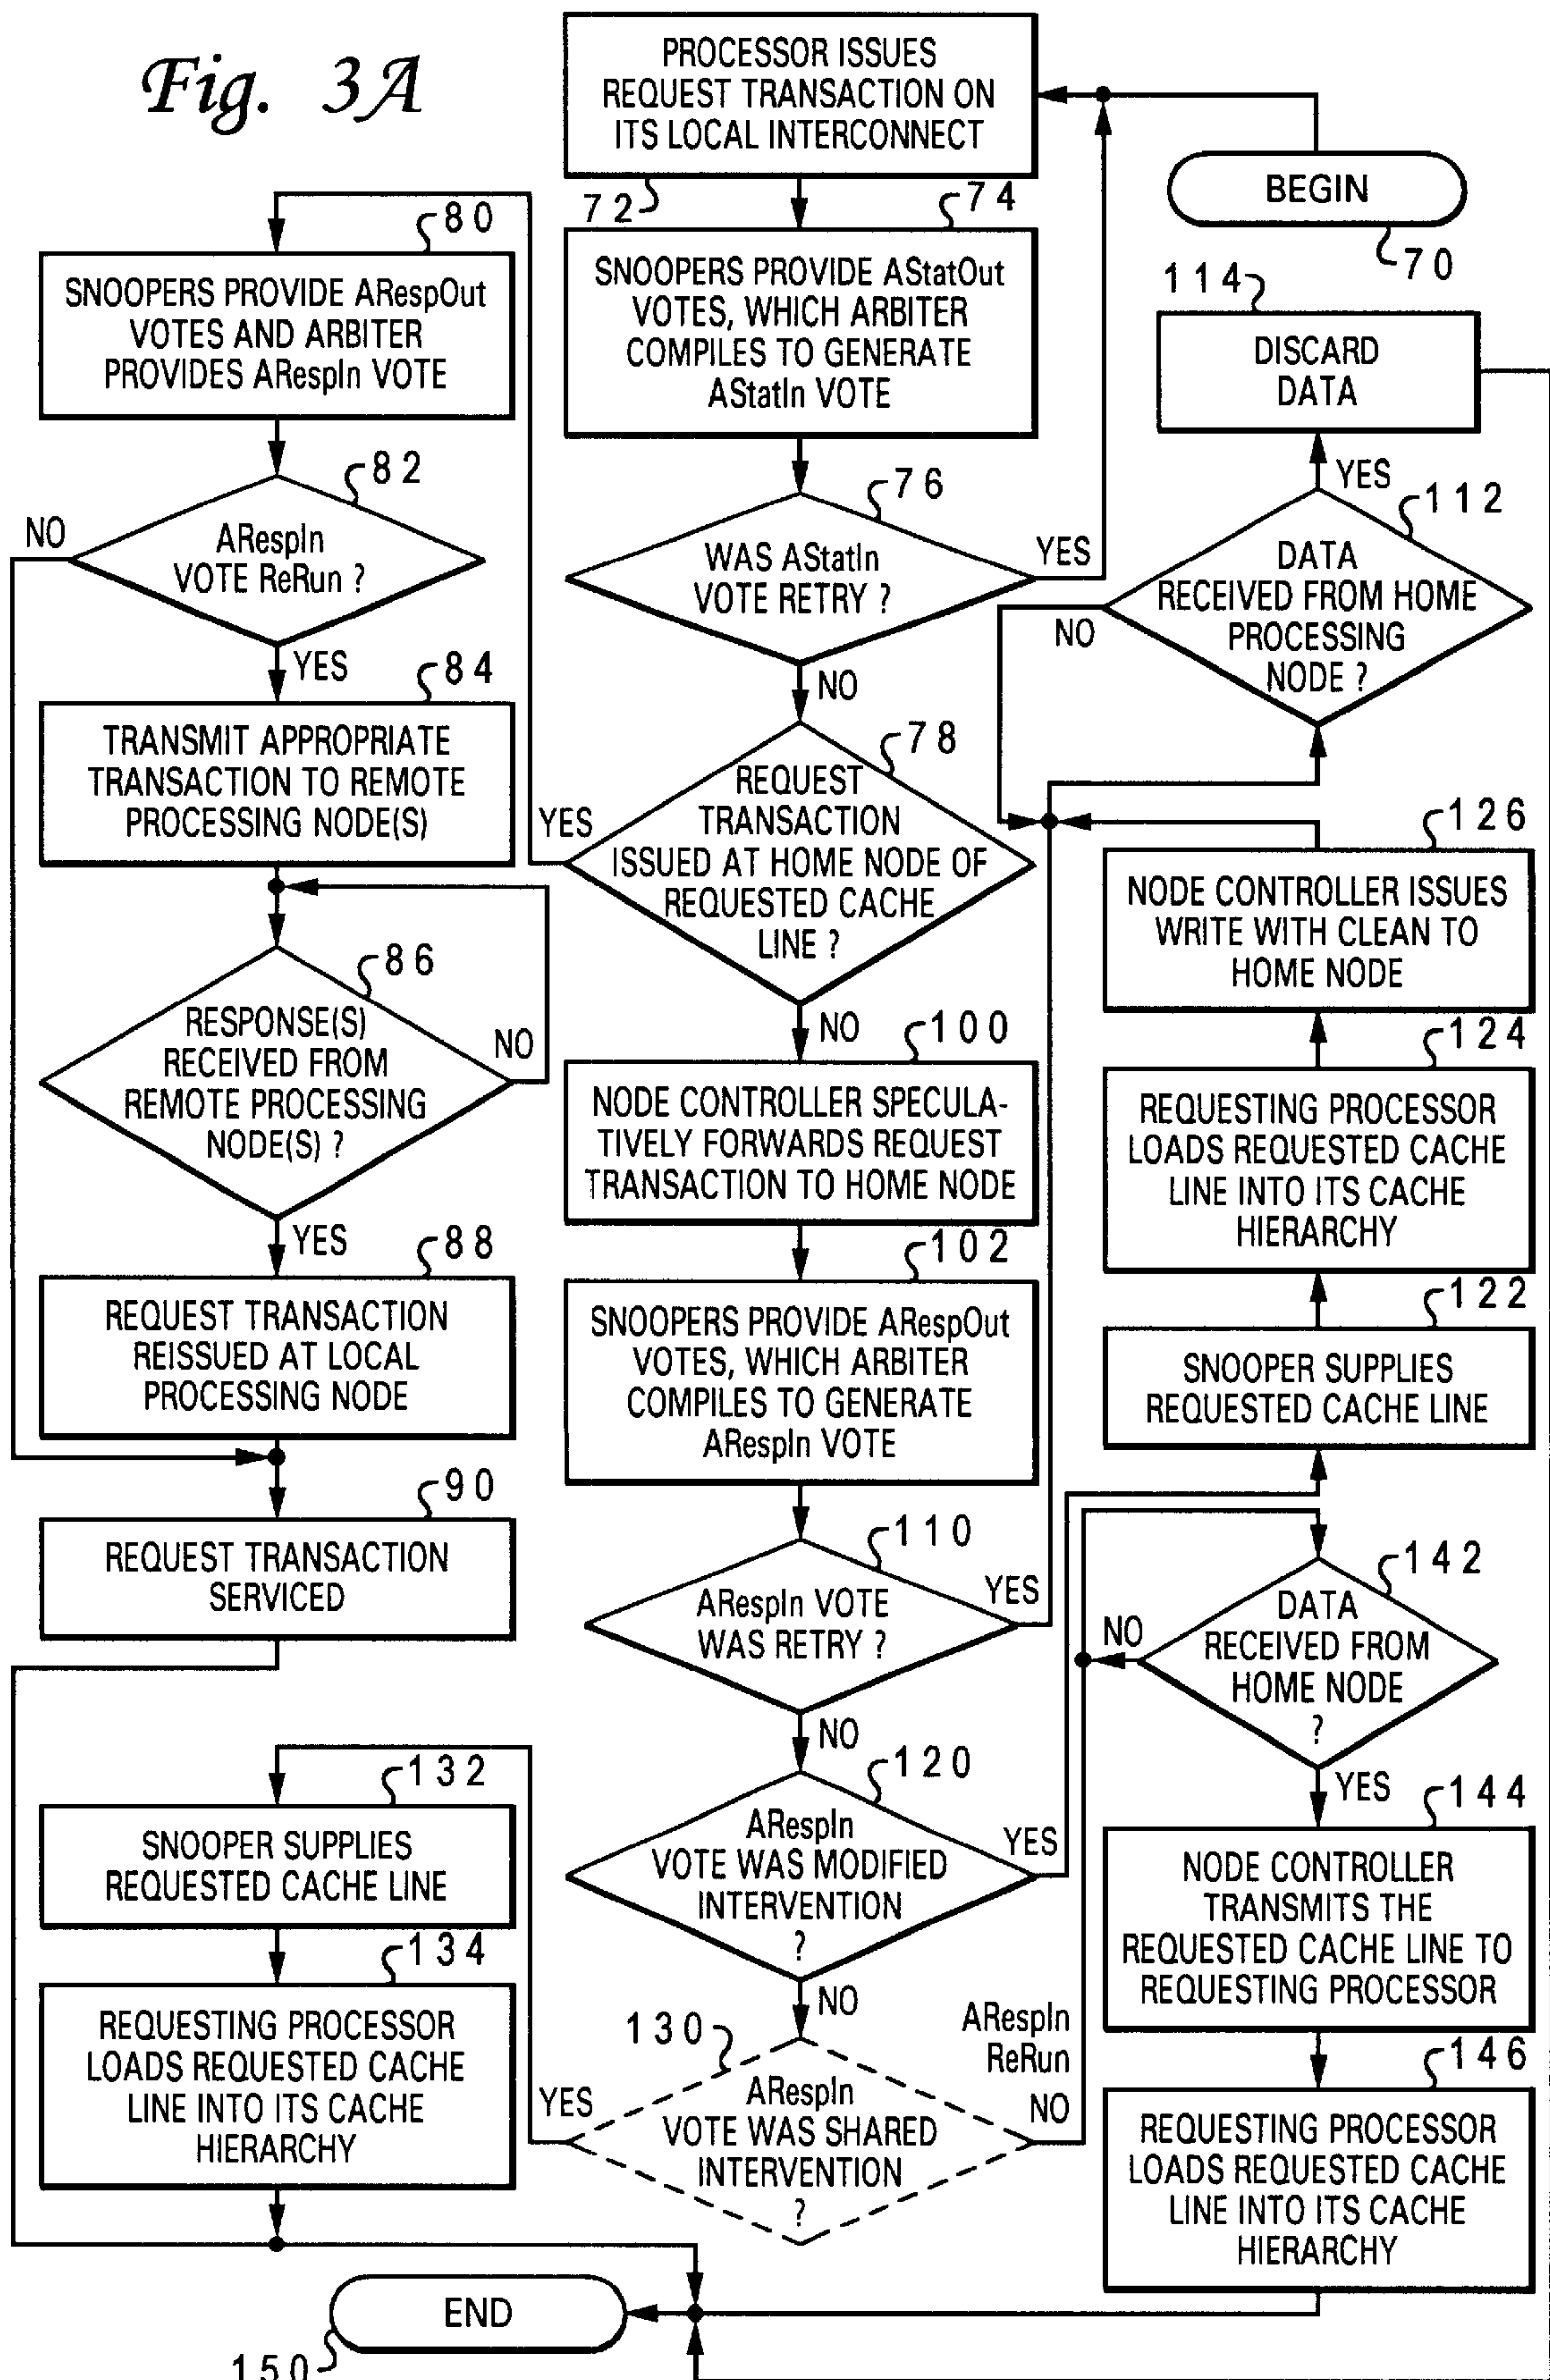 Fig. 3A
PROCESSOR ISSUES
REQUEST TRANSACTION ON
ITS LOCAL INTERCONNECT
72
BEGIN
70
74
SNOOPERS PROVIDE AStatOut
VOTES, WHICH ARBITER
COMPILES TO GENERATE
AStatIn VOTE
76
WAS AStatIn
VOTE RETRY ?
YES
NO
78
REQUEST
TRANSACTION
ISSUED AT HOME NODE OF
REQUESTED CACHE
LINE ?
YES
NO
80
SNOOPERS PROVIDE ARespOut
VOTES AND ARBITER
PROVIDES ARespIn VOTE
82
ARespIn
VOTE ReRun ?
NO
YES
84
TRANSMIT APPROPRIATE
TRANSACTION TO REMOTE
PROCESSING NODE(S)
86
RESPONSE(S)
RECEIVED FROM
REMOTE PROCESSING
NODE(S) ?
NO
YES
88
REQUEST TRANSACTION
REISSUED AT LOCAL
PROCESSING NODE
90
REQUEST TRANSACTION
SERVICED
100
NODE CONTROLLER SPECULA-
TIVELY FORWARDS REQUEST
TRANSACTION TO HOME NODE
102
SNOOPERS PROVIDE ARespOut
VOTES, WHICH ARBITER
COMPILES TO GENERATE
ARespIn VOTE
110
ARespIn VOTE
WAS RETRY ?
YES
NO
114
DISCARD
DATA
YES
112
DATA
RECEIVED FROM HOME
PROCESSING
NODE ?
NO
126
NODE CONTROLLER ISSUES
WRITE WITH CLEAN TO
HOME NODE
124
REQUESTING PROCESSOR
LOADS REQUESTED CACHE
LINE INTO ITS CACHE
HIERARCHY
122
SNOOPER SUPPLIES
REQUESTED CACHE LINE
120
ARespIn
VOTE WAS MODIFIED
INTERVENTION
?
YES
NO
130
ARespIn
VOTE WAS SHARED
INTERVENTION
?
YES
ARespIn
ReRun
NO
132
SNOOPER SUPPLIES
REQUESTED CACHE LINE
134
REQUESTING PROCESSOR
LOADS REQUESTED CACHE
LINE INTO ITS CACHE
HIERARCHY
142
DATA
RECEIVED FROM
HOME NODE
?
NO
YES
144
NODE CONTROLLER
TRANSMITS THE
REQUESTED CACHE LINE TO
REQUESTING PROCESSOR
146
REQUESTING PROCESSOR
LOADS REQUESTED CACHE
LINE INTO ITS CACHE
HIERARCHY
END
150